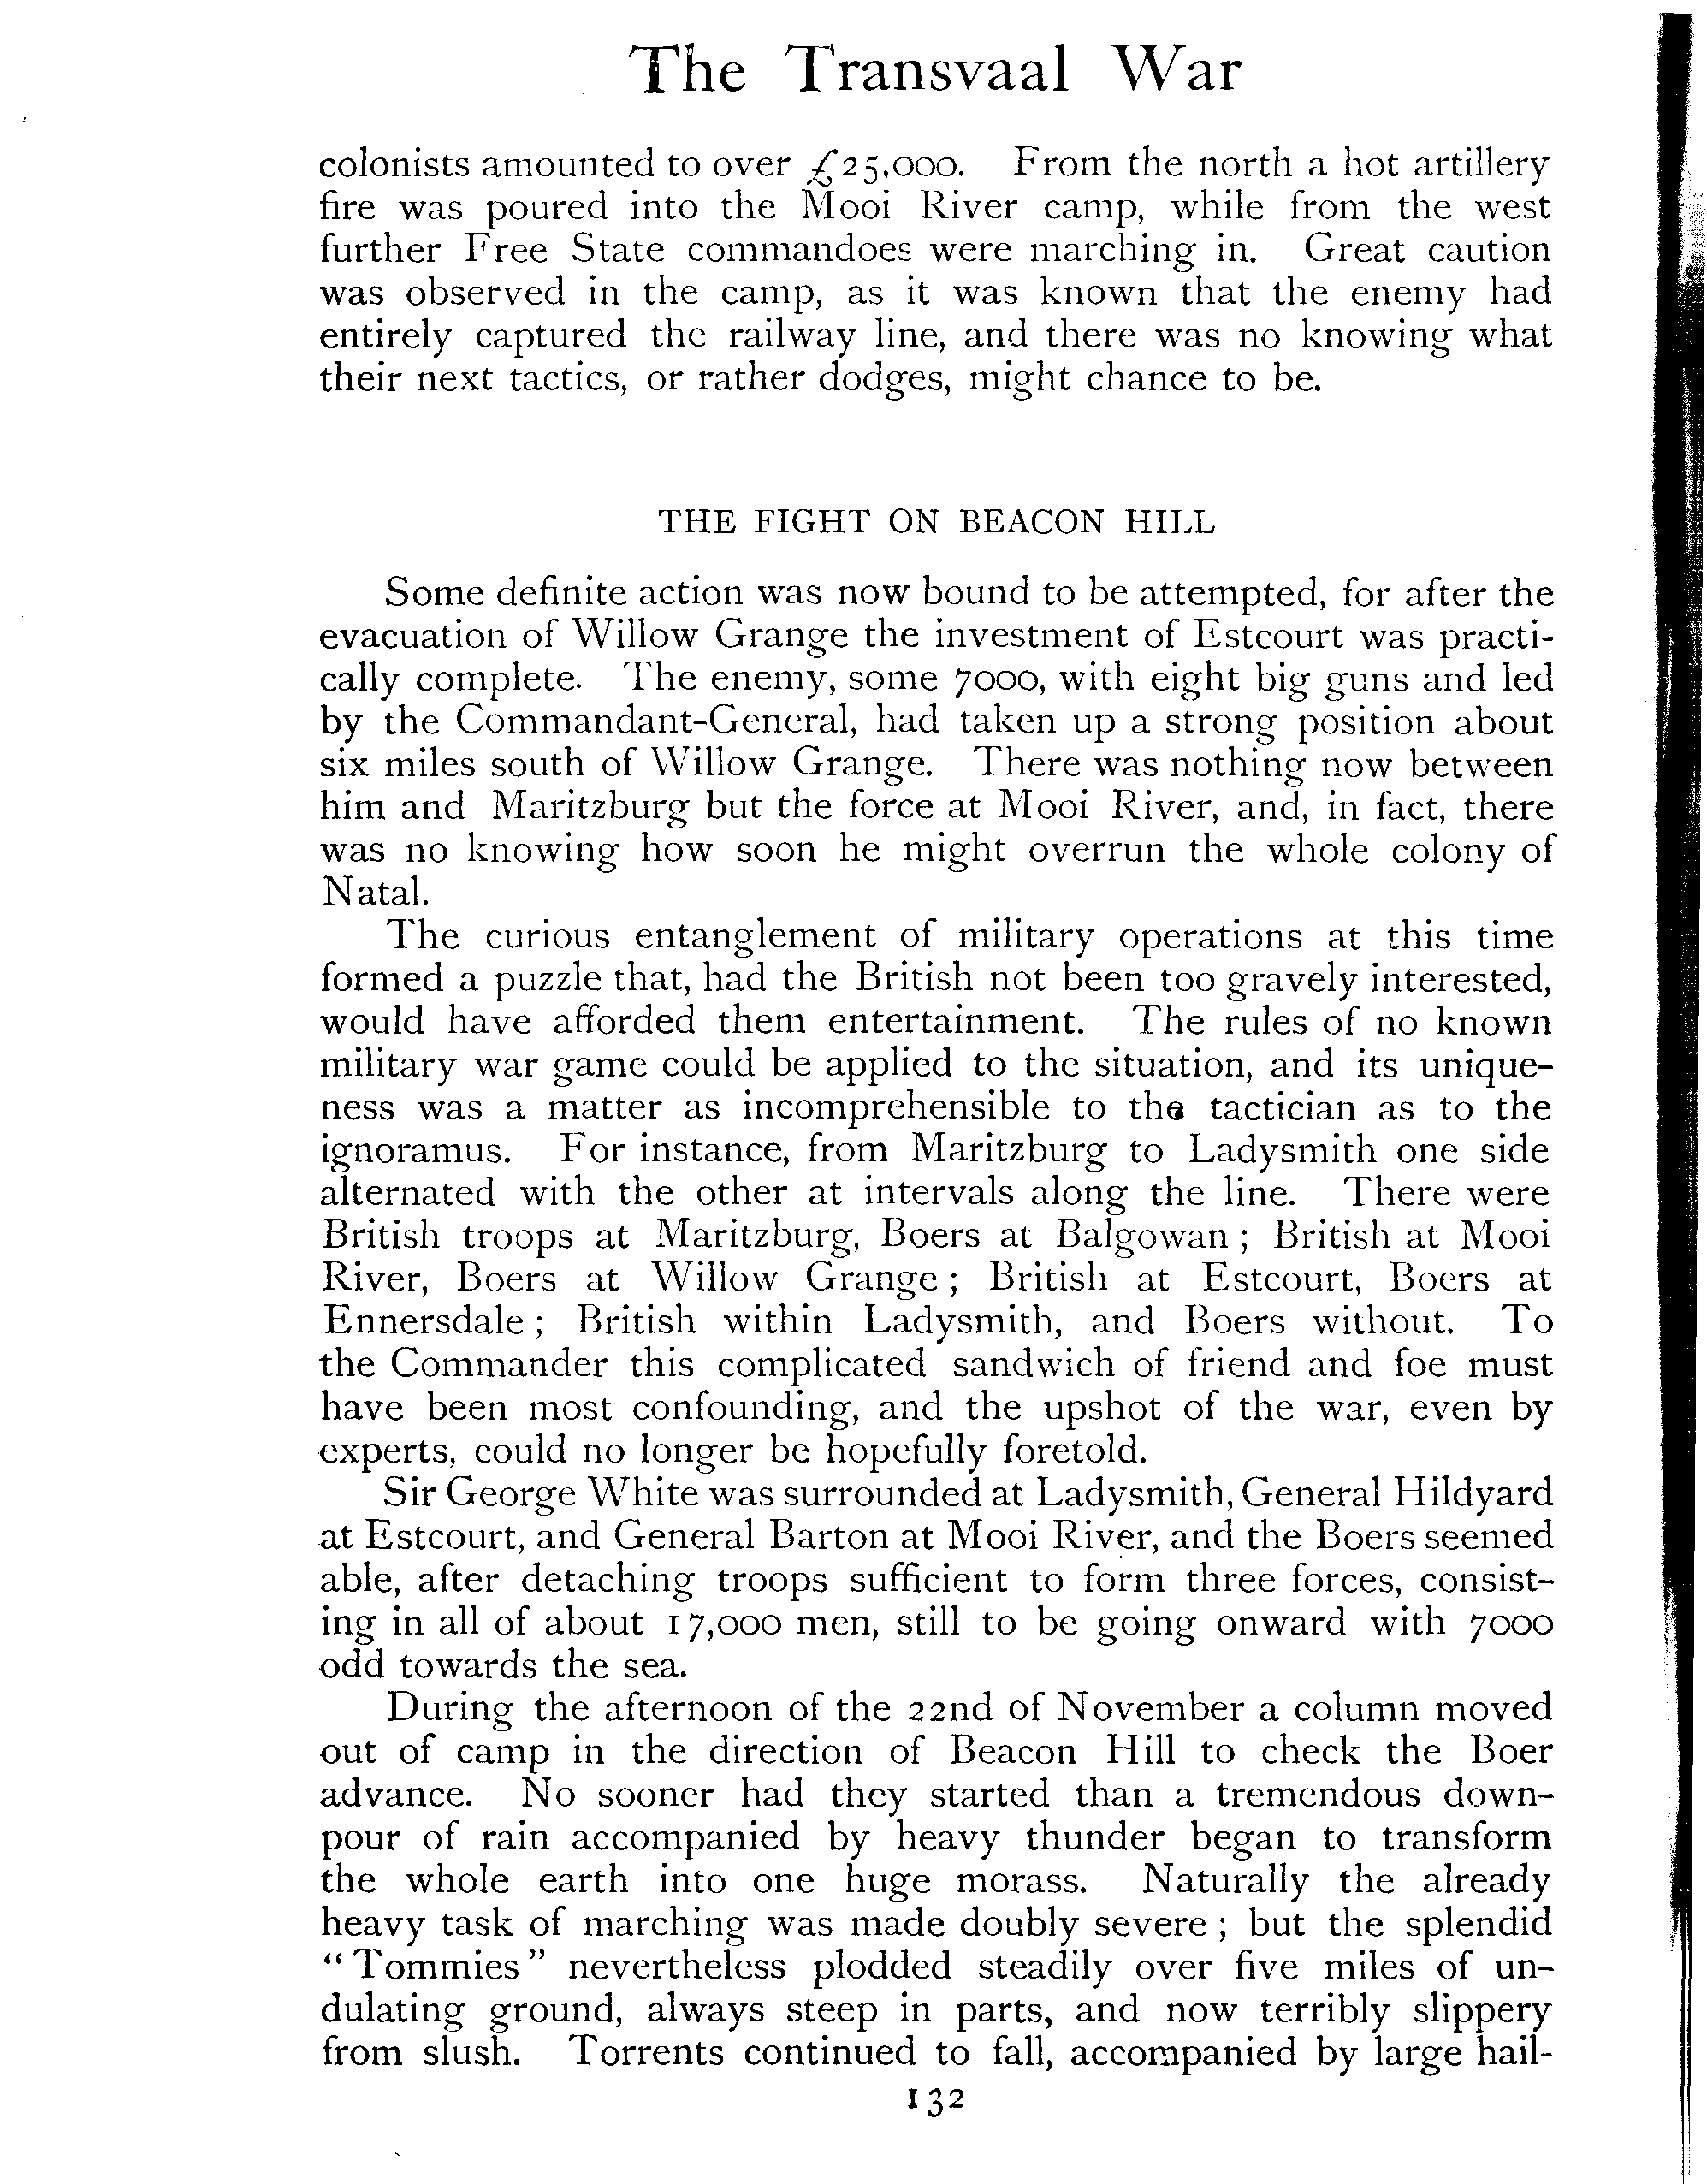 The Transvaal War
colonists amounted to over £25,000. From the north a hot artillery
fire was poured into the Mooi River camp, while from the west
further Free State commandoes were marching in. Great caution
was observed in the camp, as it was known that the enemy had
entirely captured the railway line, and there was no knowing what
their next tactics, or rather dodges, might chance to be.
THE FIGHT ON BEACON HILL
Some definite action was now bound to be attempted, for after the
evacuation of Willow Grange the investment of Estcourt was practi-
cally complete. The enemy, some 7000, with eight big guns and led
by the Commandant-General, had taken up a strong position about
six miles south of Willow Grange. There was nothing now between
him and Maritzburg but the force at Mooi River, and, in fact, there
was no knowing how soon he might overrun the whole colony of
Natal.
The curious entanglement of military operations at this time
formed a puzzle that, had the British not been too gravely interested,
would have afforded them entertainment. The rules of no known
military war game could be applied to the situation, and its unique-
ness was a matter as incomprehensible to the tactician as to the
ignoramus. For instance, from Maritzburg to Ladysmith one side
alternated with the other at intervals along the line. There were
British troops at Maritzburg, Boers at Balgowan ; British at Mooi
River, Boers at Willow Grange ; British at Estcourt, Boers at
Ennersdale ; British within Ladysmith, and Boers without. To
the Commander this complicated sandwich of friend and foe must
have been most confounding, and the upshot of the war, even by
experts, could no longer be hopefully foretold.
Sir George White was surrounded at Ladysmith, General Hildyard
at Estcourt, and General Barton at Mooi River, and the Boers seemed
able, after detaching troops sufficient to form three forces, consist-
ing in all of about 17,000 men, still to be going onward with 7000
odd towards the sea.
During the afternoon of the 22nd of November a column moved
out of camp in the direction of Beacon Hill to check the Boer
advance. No sooner had they started than a tremendous down-
pour of rain accompanied by heavy thunder began to transform
the whole earth into one huge morass. Naturally the already
heavy task of marching was made doubly severe ; but the splendid
“Tommies” nevertheless plodded steadily over five miles of un-
dulating ground, always steep in parts, and now terribly slippery
from slush. Torrents continued to fall, accompanied by large hail-
132